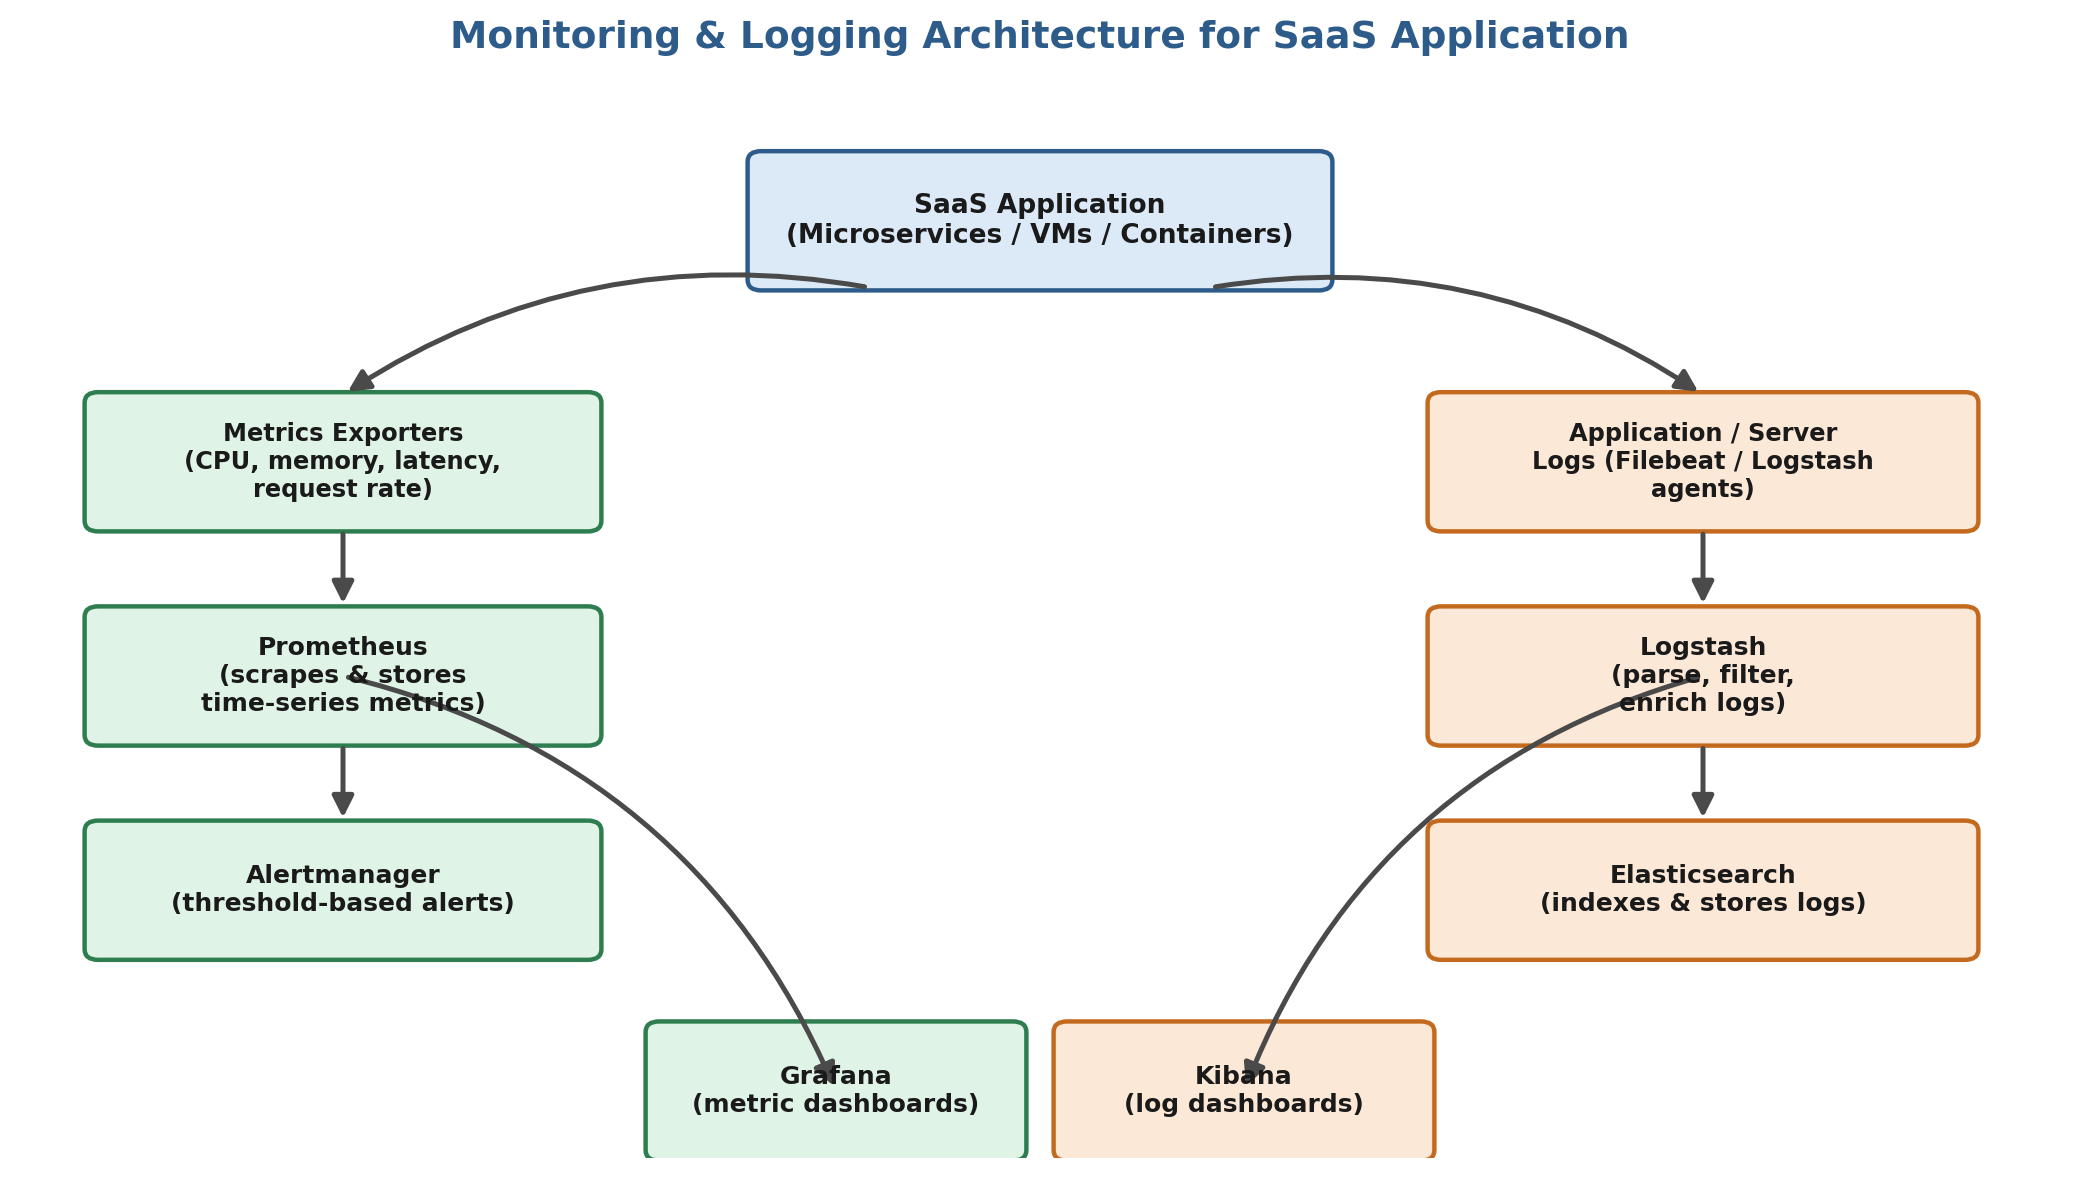 Monitoring & Logging Architecture for SaaS Application
SaaS Application
(Microservices / VMs / Containers)
Metrics Exporters
(CPU, memory, latency,
request rate)
Application / Server
Logs (Filebeat / Logstash
agents)
Prometheus
(scrapes & stores
time-series metrics)
Logstash
(parse, filter,
enrich logs)
Alertmanager
(threshold-based alerts)
Elasticsearch
(indexes & stores logs)
Grafana
(metric dashboards)
Kibana
(log dashboards)